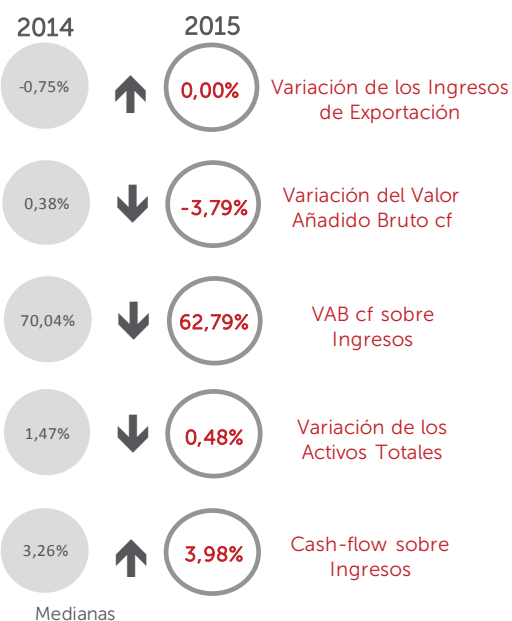 2014
2015
-0,75%
0,00%
Variación de los Ingresos
de Exportación
0,38%
-3,79%
Variación del Valor
Añadido Bruto cf
70,04%
62,79%
VAB cf sobre
Ingresos
1,47%
0,48%
Variación de los
Activos Totales
3,26%
3,98%
Cash-flow sobre
Ingresos
Medianas